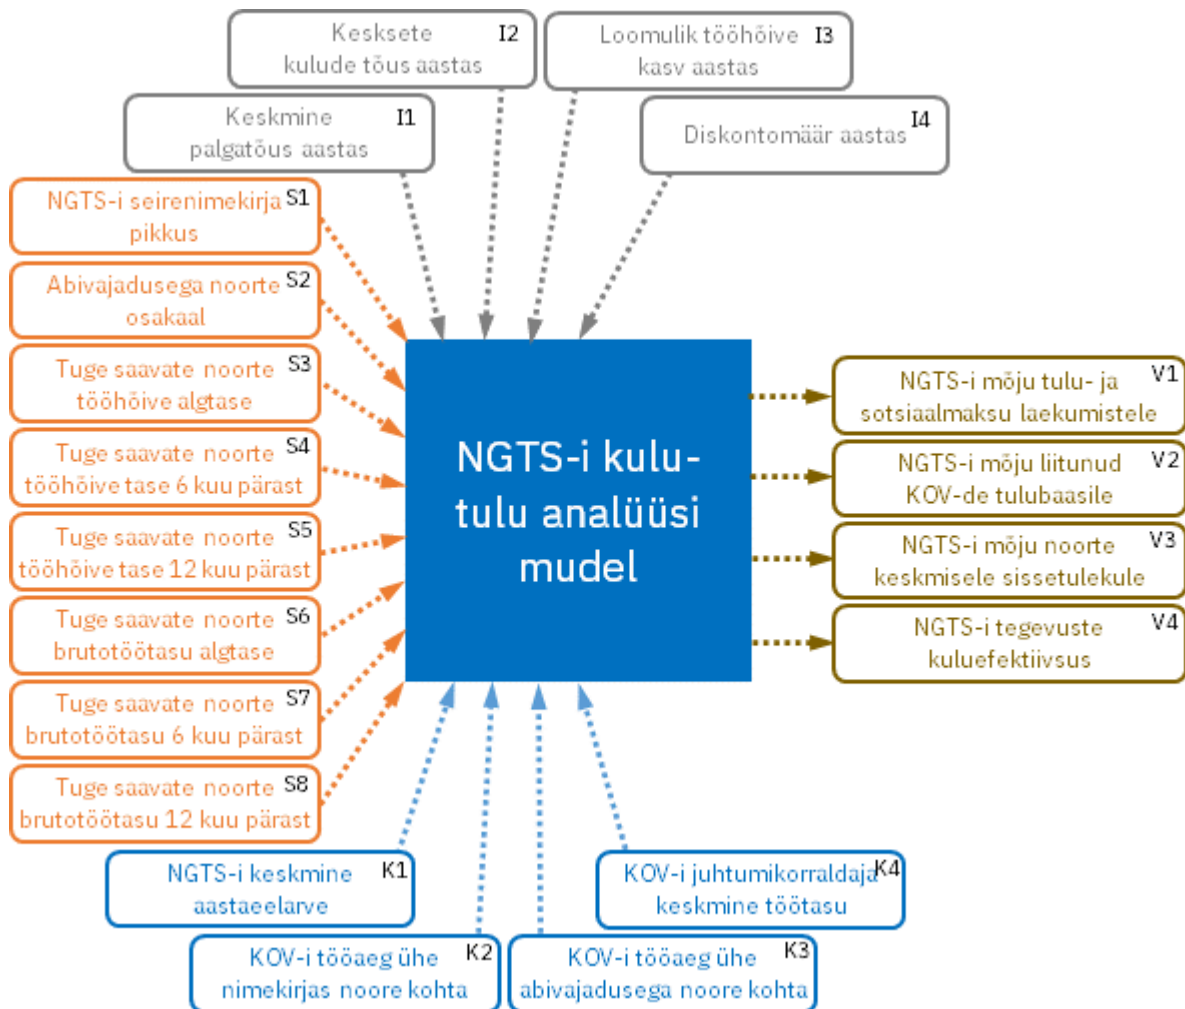 Kesksete I2
kulude tõus aastas
Loomulik tööhõive I3
kasv aastas
Keskmine I1
palgatõus aastas
Diskontomäär aastas I4
NGTS-i seirenimekirja S1
pikkus
Abivajadusega noorte S2
osakaal
Tuge saavate noorte S3
tööhõive algtase
Tuge saavate noorte S4
tööhõive tase 6 kuu pärast
Tuge saavate noorte S5
tööhõive tase 12 kuu pärast
Tuge saavate noorte S6
brutotöötasu algtase
Tuge saavate noorte S7
brutotöötasu 6 kuu pärast
Tuge saavate noorte S8
brutotöötasu 12 kuu pärast
NGTS-i kulu-
tulu analüüsi
mudel
NGTS-i mõju tulu- ja V1
sotsiaalmaksu laekumistele
NGTS-i mõju liitunud V2
KOV-de tulubaasile
NGTS-i mõju noorte V3
keskmisele sissetulekule
NGTS-i tegevuste V4
kuluefektiivsus
NGTS-i keskmine K1
aastaeelarve
KOV-i juhtumikorraldaja K4
keskmine töötasu
KOV-i tööaeg ühe K2
nimekirjas noore kohta
KOV-i tööaeg ühe K3
abivajadusega noore kohta